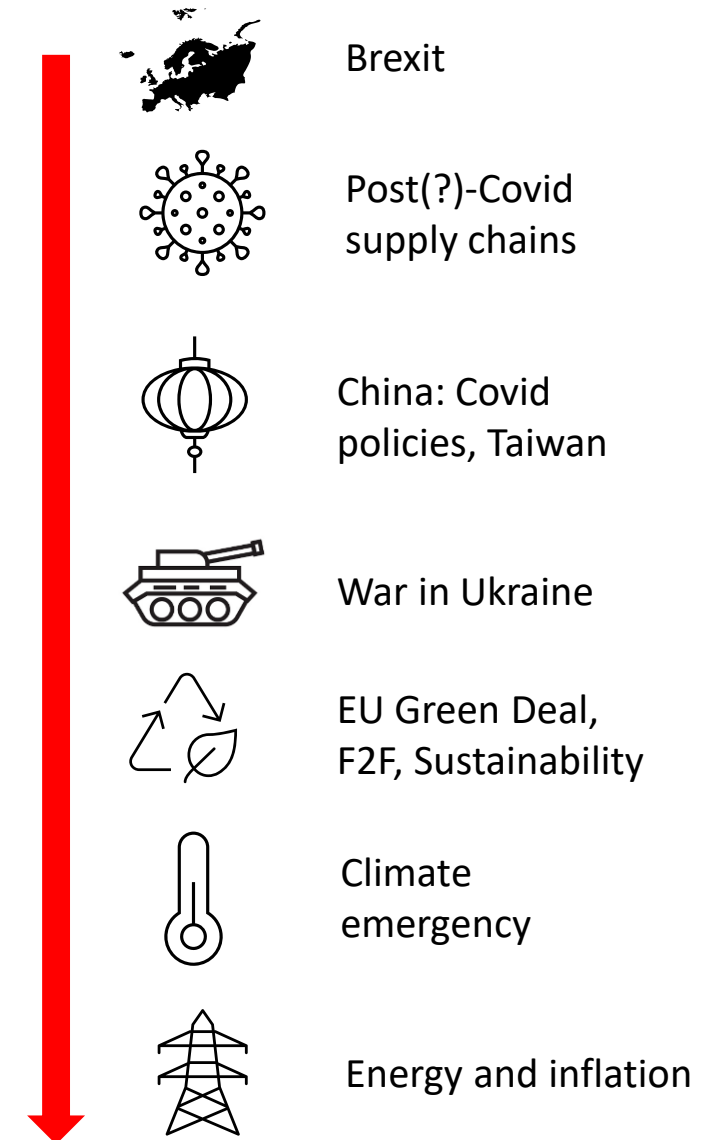 Brexit
Post(?)-Covid
supply chains
China: Covid
policies, Taiwan
War in Ukraine
EU Green Deal,
F2F, Sustainability
Climate
emergency
Energy and inflation